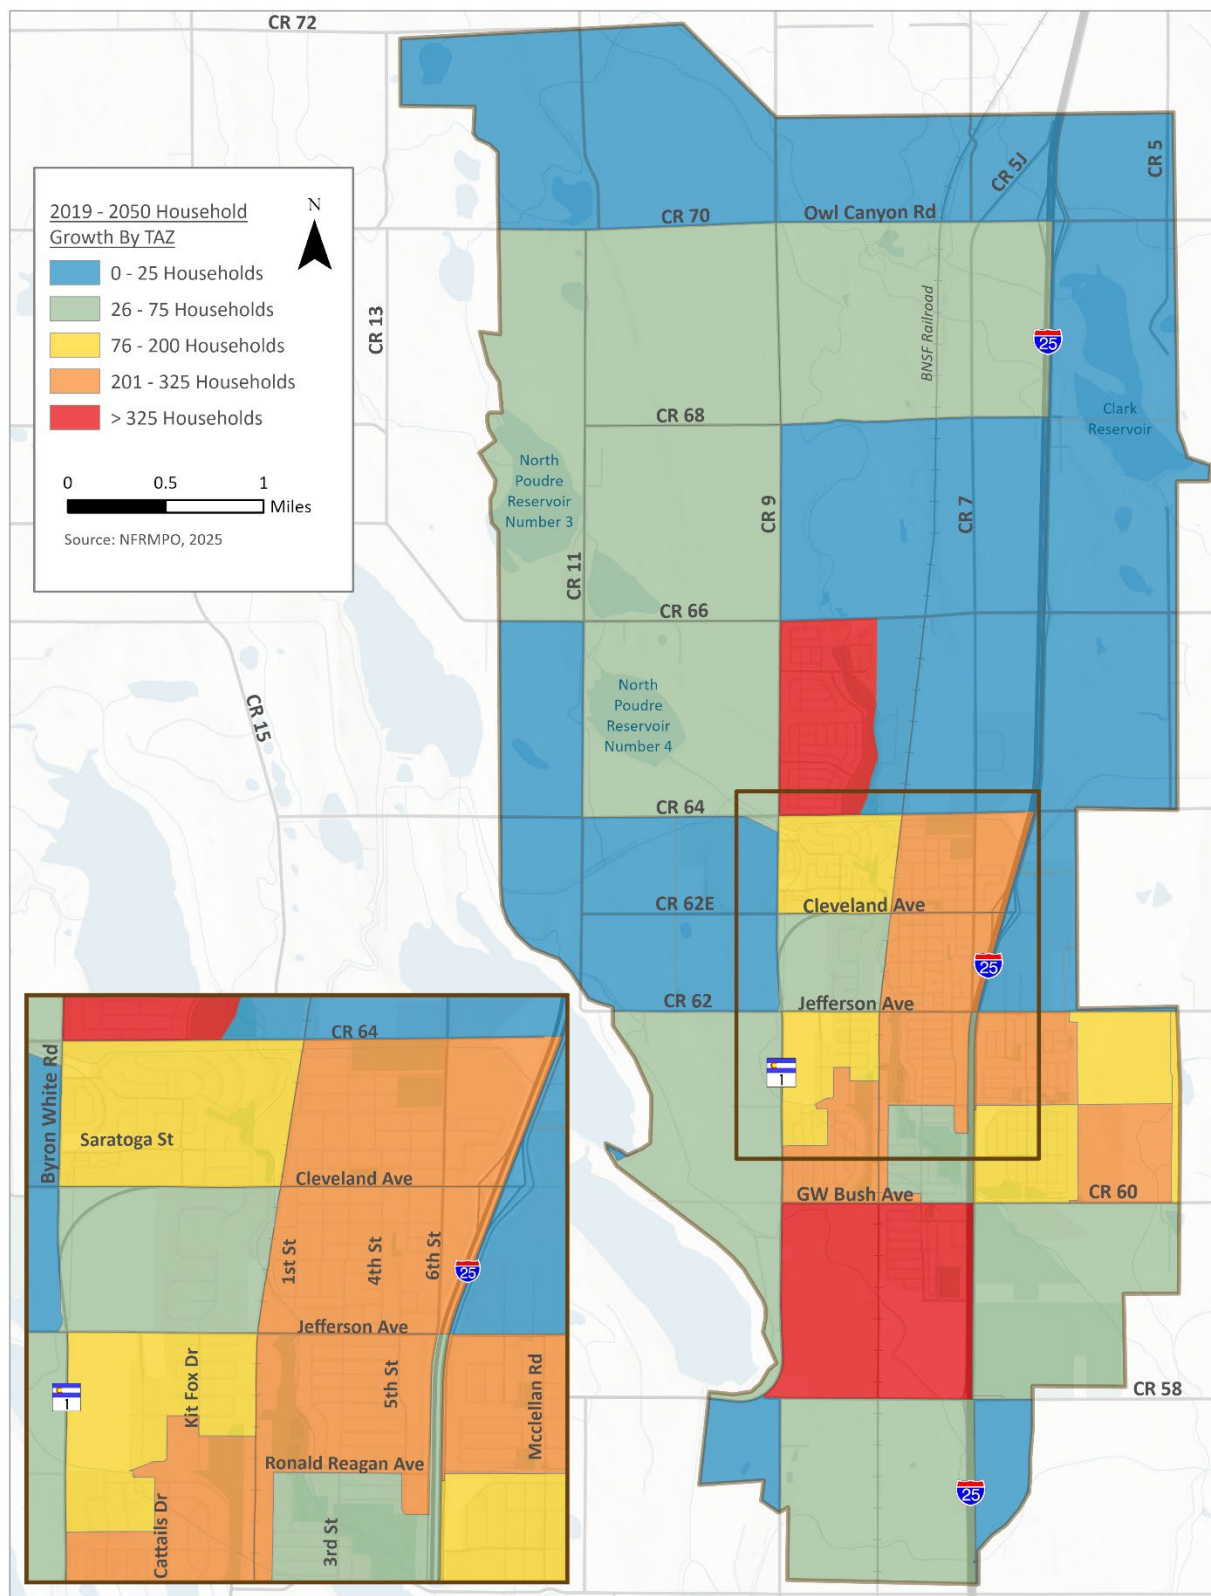 CR 72
CR 5J
CR 5
2019 - 2050 Household
Growth By TAZ
N
0 - 25 Households
26 - 75 Households
76 - 200 Households
201 - 325 Households
> 325 Households
0 0.5 1
Miles
Source: NFRMPO, 2025
CR 70
Owl Canyon Rd
CR 13
BNSF Railroad
25
CR 68
Clark
Reservoir
North
Poudre
Reservoir
Number 3
CR 9
CR 7
CR 11
CR 66
North
Poudre
Reservoir
Number 4
CR 15
CR 64
CR 62E
Cleveland Ave
25
CR 62
Jefferson Ave
1
GW Bush Ave
CR 60
CR 58
25
CR 64
Byron White Rd
Saratoga St
Cleveland Ave
1st St
4th St
6th St
25
Jefferson Ave
1
Kit Fox Dr
5th St
Mcclellan Rd
Ronald Reagan Ave
Cattails Dr
3rd St